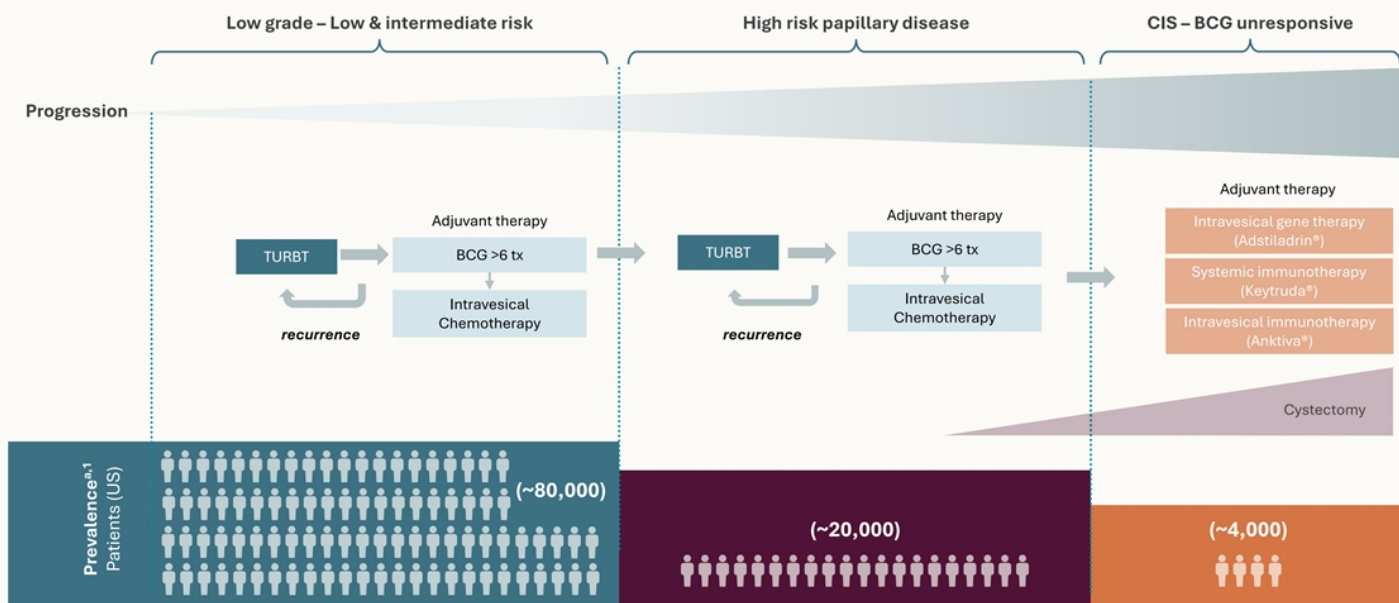 Low grade – Low & intermediate risk
High risk papillary disease
CIS – BCG unresponsive
Progression
Adjuvant therapy
TURBT
BCG >6 tx
Intravesical
Chemotherapy
recurrence
Adjuvant therapy
TURBT
BCG >6 tx
Intravesical
Chemotherapy
recurrence
Adjuvant therapy
Intravesical gene therapy
(Adstiladrin®)
Systemic immunotherapy
(Keytruda®)
Intravesical immunotherapy
(Anktiva®)
Cystectomy
Prevalenceᵃ,¹
Patients (US)
(~80,000)
(~20,000)
(~4,000)